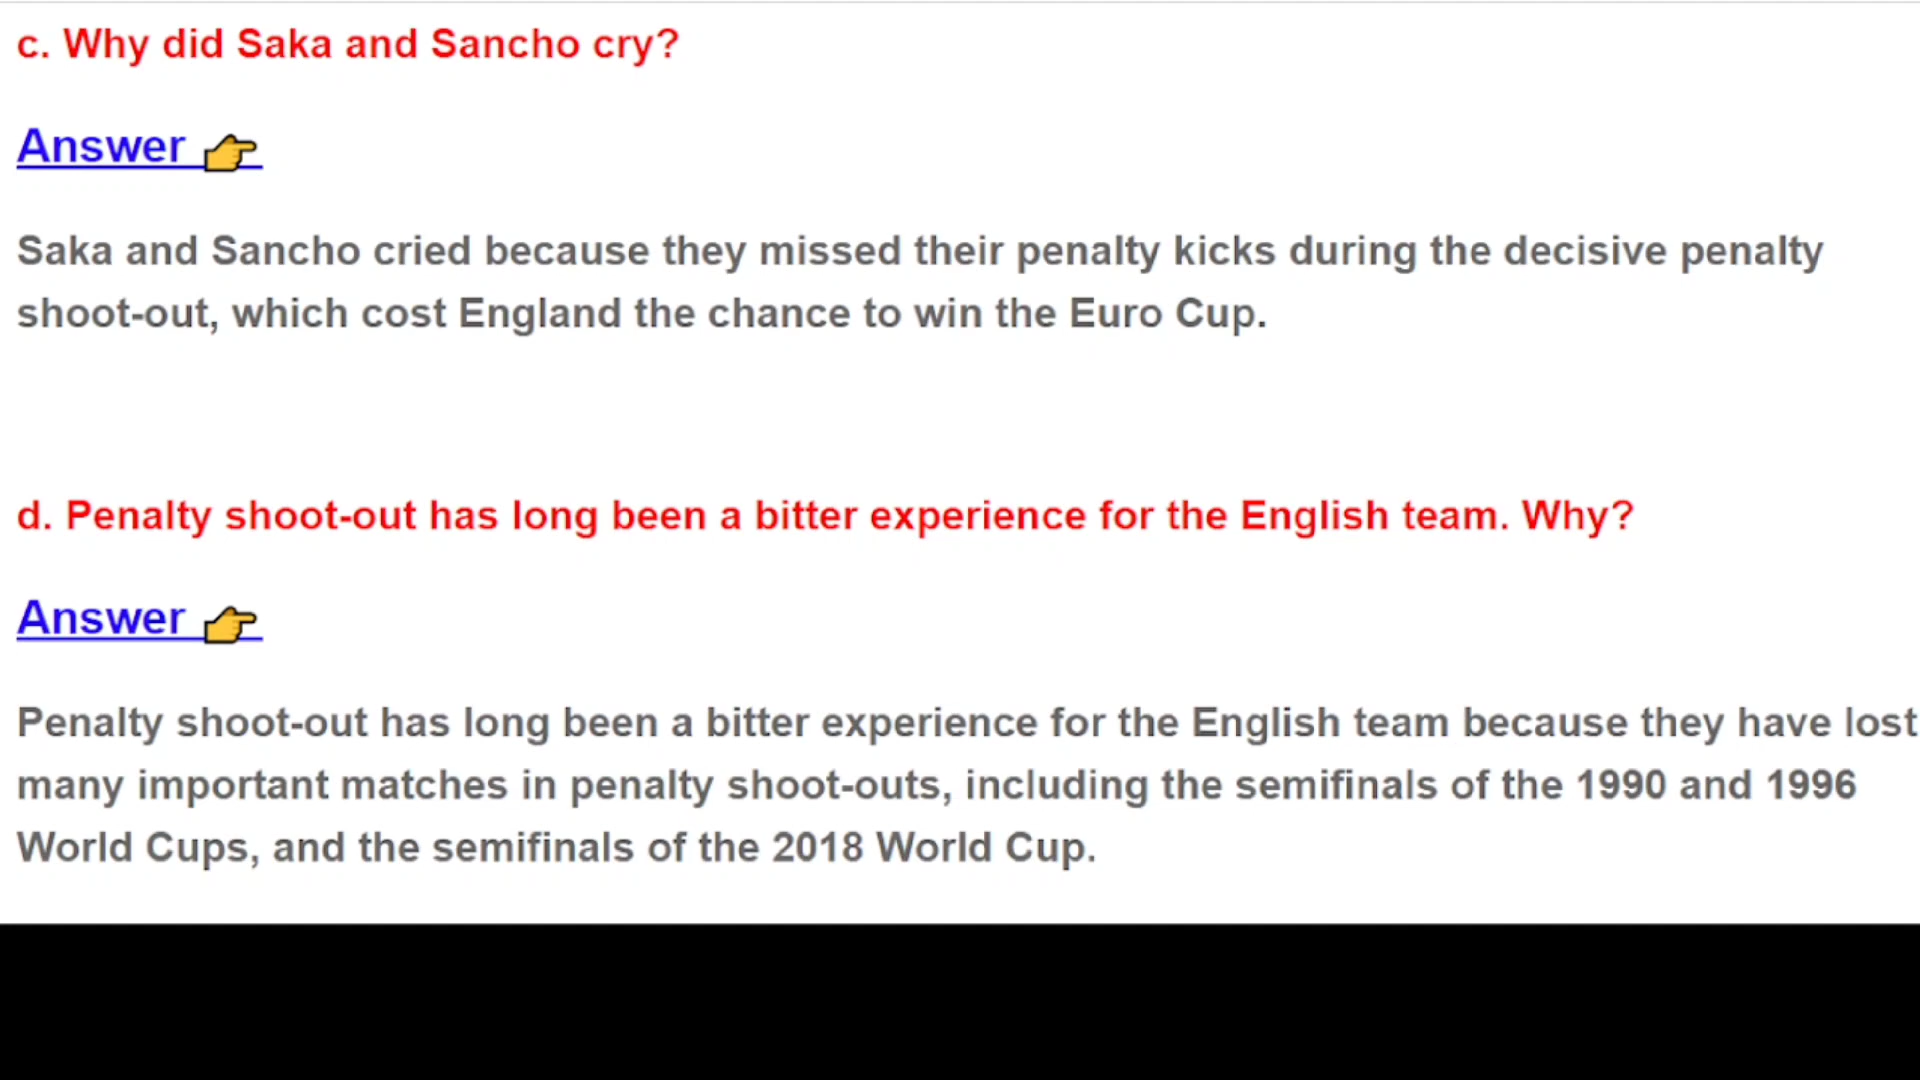 c. Why did Saka and Sancho cry?
Answer 👉
Saka and Sancho cried because they missed their penalty kicks during the decisive penalty
shoot-out, which cost England the chance to win the Euro Cup.
d. Penalty shoot-out has long been a bitter experience for the English team. Why?
Answer 👉
Penalty shoot-out has long been a bitter experience for the English team because they have lost
many important matches in penalty shoot-outs, including the semifinals of the 1990 and 1996
World Cups, and the semifinals of the 2018 World Cup.